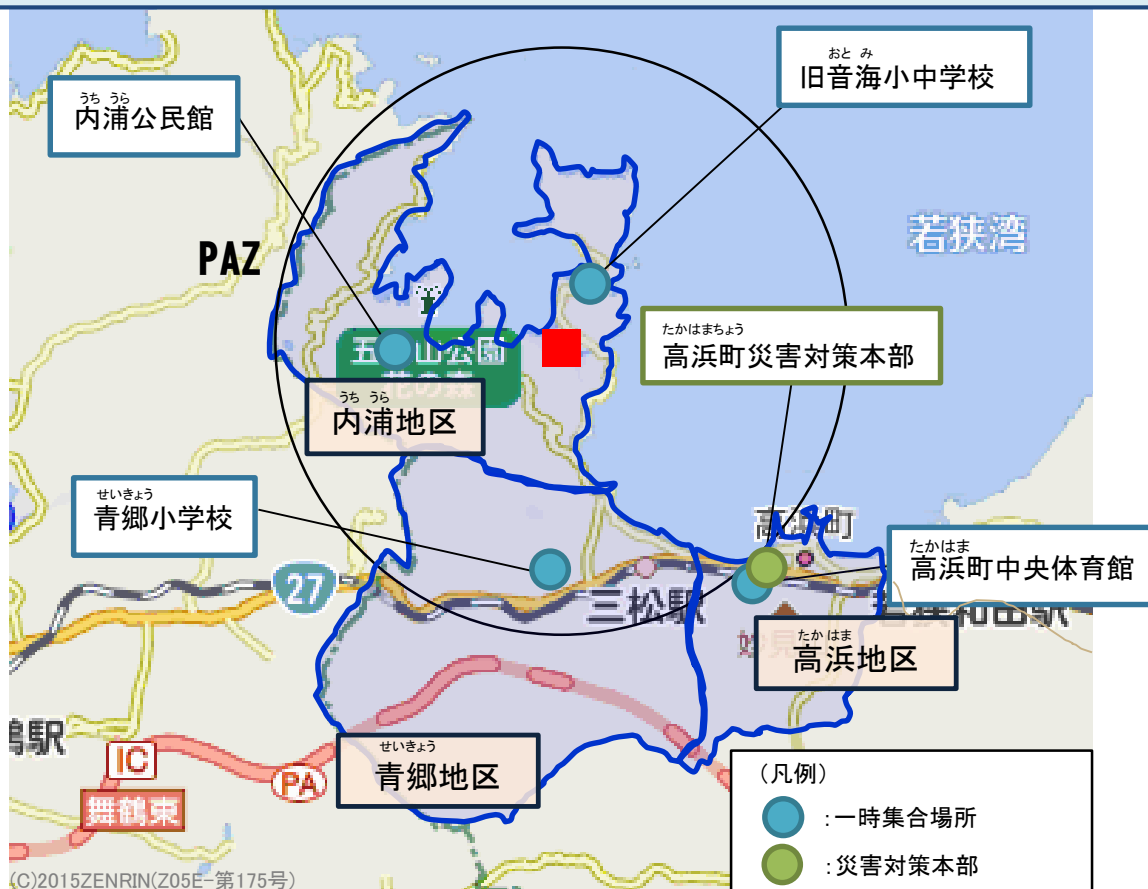 おと み
旧音海小中学校
うち うら
内浦公民館
若狭湾
PAZ
たかはまちょう
高浜町災害対策本部
うち うら
内浦地区
せいきょう
青郷小学校
高浜町
たかはま
高浜町中央体育館
27
三松駅
たか はま
高浜地区
せいきょう
青郷地区
IC
PA
舞鶴東
(凡例)
:一時集合場所
:災害対策本部
(C)2015ZENRIN(Z05E-第175号)